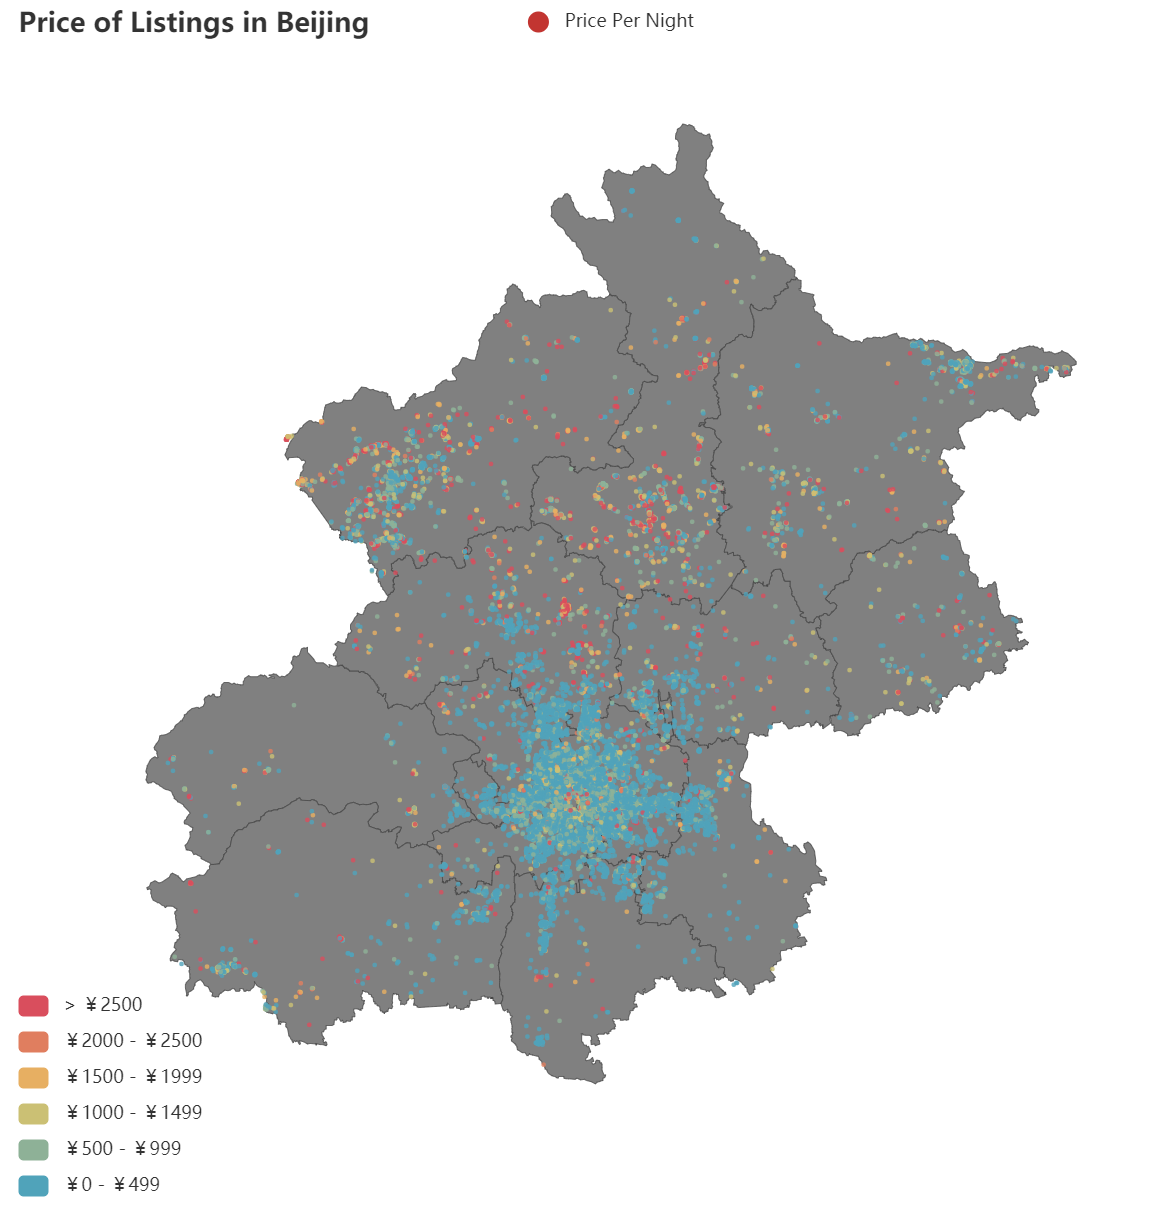 Price of Listings in Beijing
Price Per Night
> ¥2500
¥2000 - ¥2500
¥1500 - ¥1999
¥1000 - ¥1499
¥500 - ¥999
¥0 - ¥499